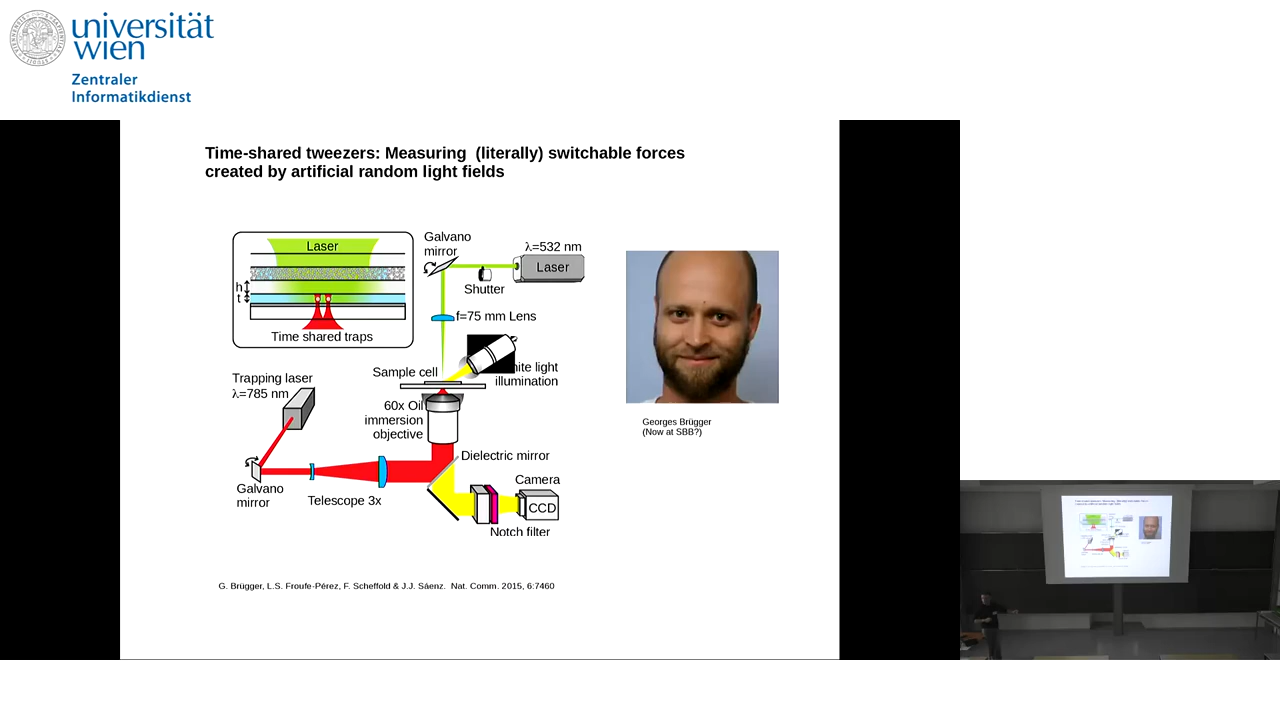 universität
wien
Zentraler
Informatikdienst
Time-shared tweezers: Measuring (literally) switchable forces
created by artificial random light fields
Laser
h
t
Time shared traps
Galvano
mirror
λ=532 nm
Laser
Shutter
f=75 mm Lens
Sample cell
ite light
illumination
Trapping laser
λ=785 nm
60x Oil
immersion
objective
Dielectric mirror
Galvano
mirror
Telescope 3x
Camera
CCD
Notch filter
Georges Brügger
(Now at SBB?)
G. Brügger, L.S. Froufe-Pérez, F. Scheffold & J.J. Sáenz. Nat. Comm. 2015, 6:7460